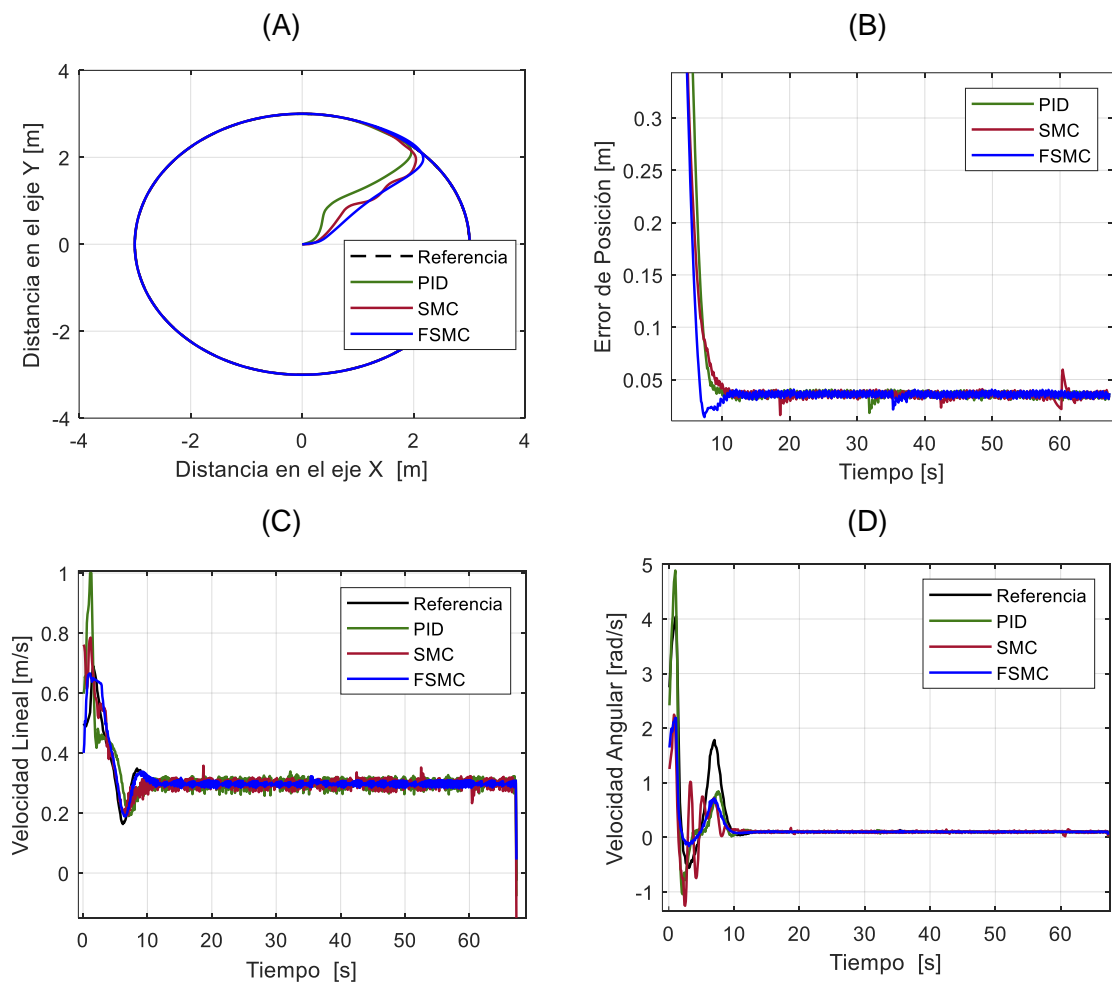 (A)
Distancia en el eje Y [m]
4
2
0
-2
-4
-4
-2
0
2
4
Distancia en el eje X [m]
Referencia
PID
SMC
FSMC
(B)
Error de Posición [m]
0.3
0.25
0.2
0.15
0.1
0.05
10
20
30
40
50
60
Tiempo [s]
PID
SMC
FSMC
(C)
Velocidad Lineal [m/s]
1
0.8
0.6
0.4
0.2
0
0
10
20
30
40
50
60
Tiempo [s]
Referencia
PID
SMC
FSMC
(D)
Velocidad Angular [rad/s]
5
4
3
2
1
0
-1
0
10
20
30
40
50
60
Tiempo [s]
Referencia
PID
SMC
FSMC